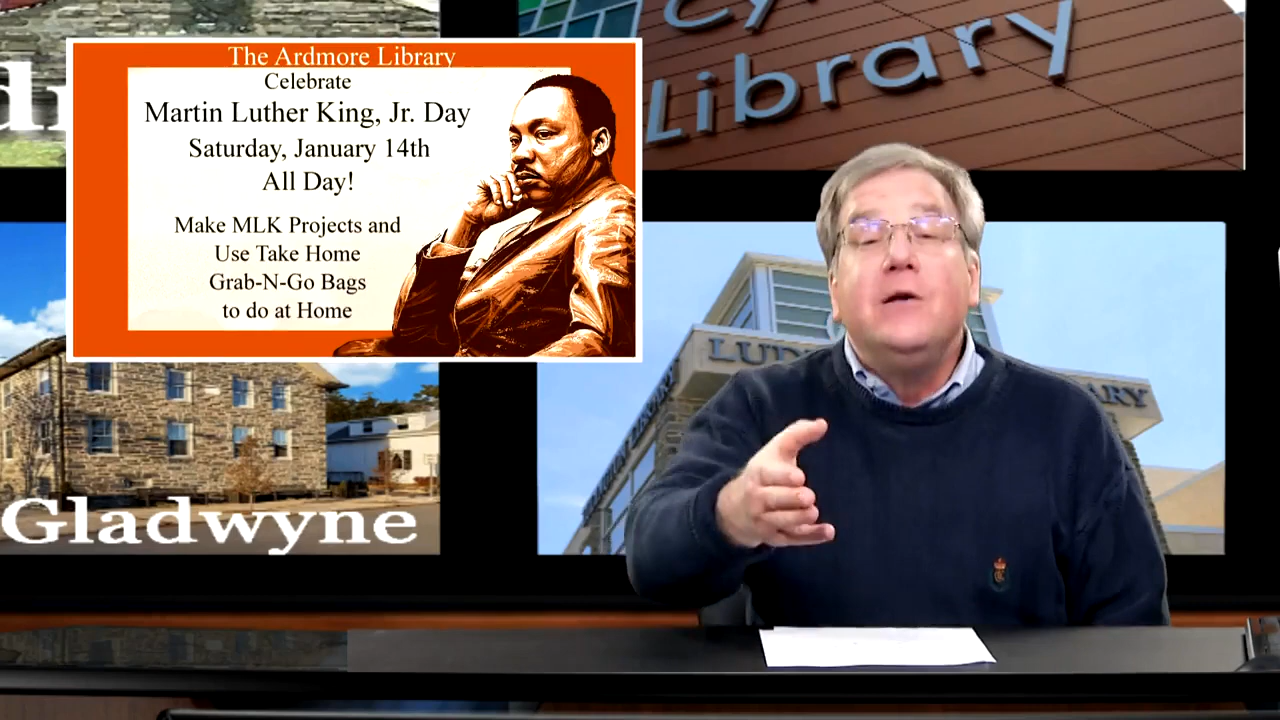 The Ardmore Library
Celebrate
Martin Luther King, Jr. Day
Saturday, January 14th
All Day!
Make MLK Projects and
Use Take Home
Grab-N-Go Bags
to do at Home
Library
Gladwyne